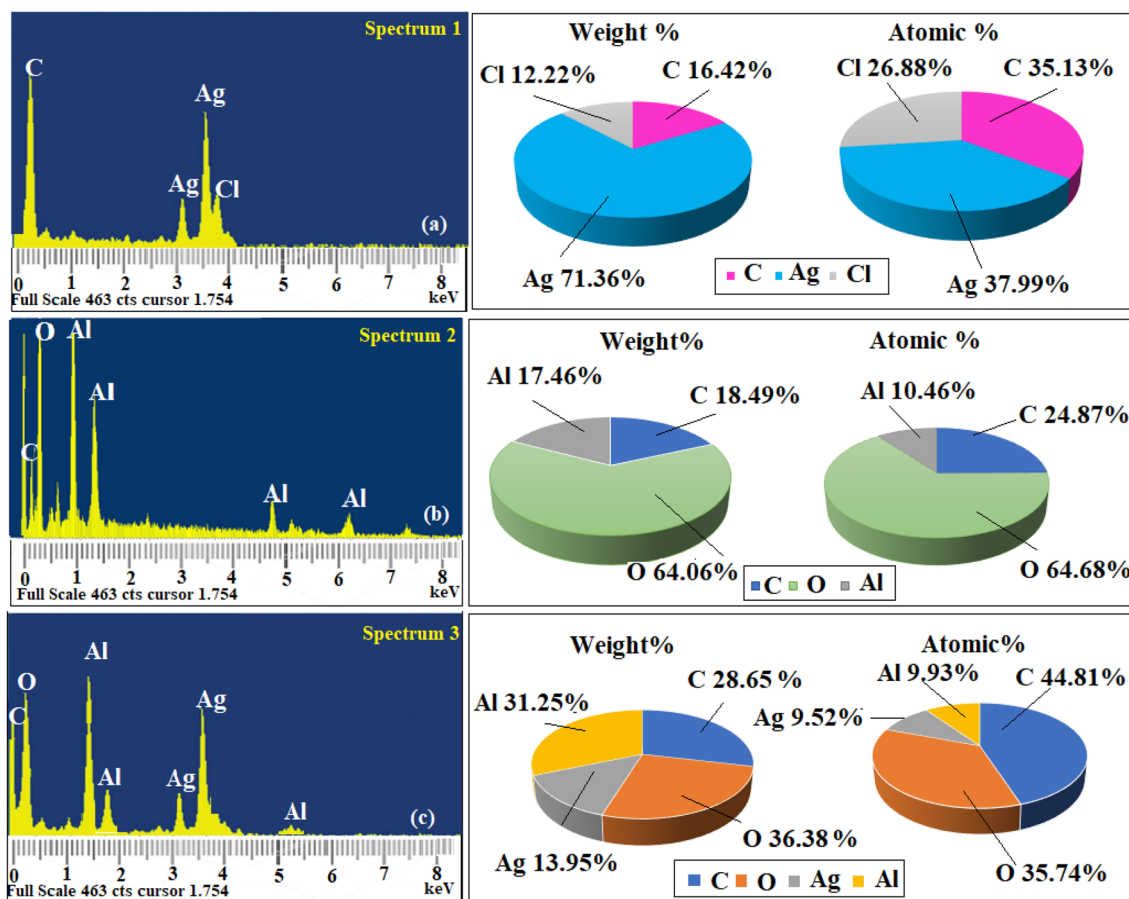 Spectrum 1
C
Ag
Ag
Cl
(a)
0 1 2 3 4 5 6 7 8
Full Scale 463 cts cursor 1.754 keV
Weight %
Atomic %
Cl 12.22%
C 16.42%
Ag 71.36%
Cl 26.88%
C 35.13%
Ag 37.99%
C Ag Cl
Spectrum 2
O
Al
Al
C
Al
Al
(b)
0 1 2 3 4 5 6 7 8
Full Scale 463 cts cursor 1.754 keV
Weight%
Atomic %
Al 17.46%
C 18.49%
O 64.06%
Al 10.46%
C 24.87%
O 64.68%
C O Al
Spectrum 3
Al
O
C
Al
Ag
Ag
Al
(c)
0 1 2 3 4 5 6 7 8
Full Scale 463 cts cursor 1.754 keV
Weight%
Atomic%
Al 31.25%
C 28.65 %
Ag 13.95%
O 36.38%
Al 9.93%
C 44.81%
Ag 9.52%
O 35.74%
C O Ag Al